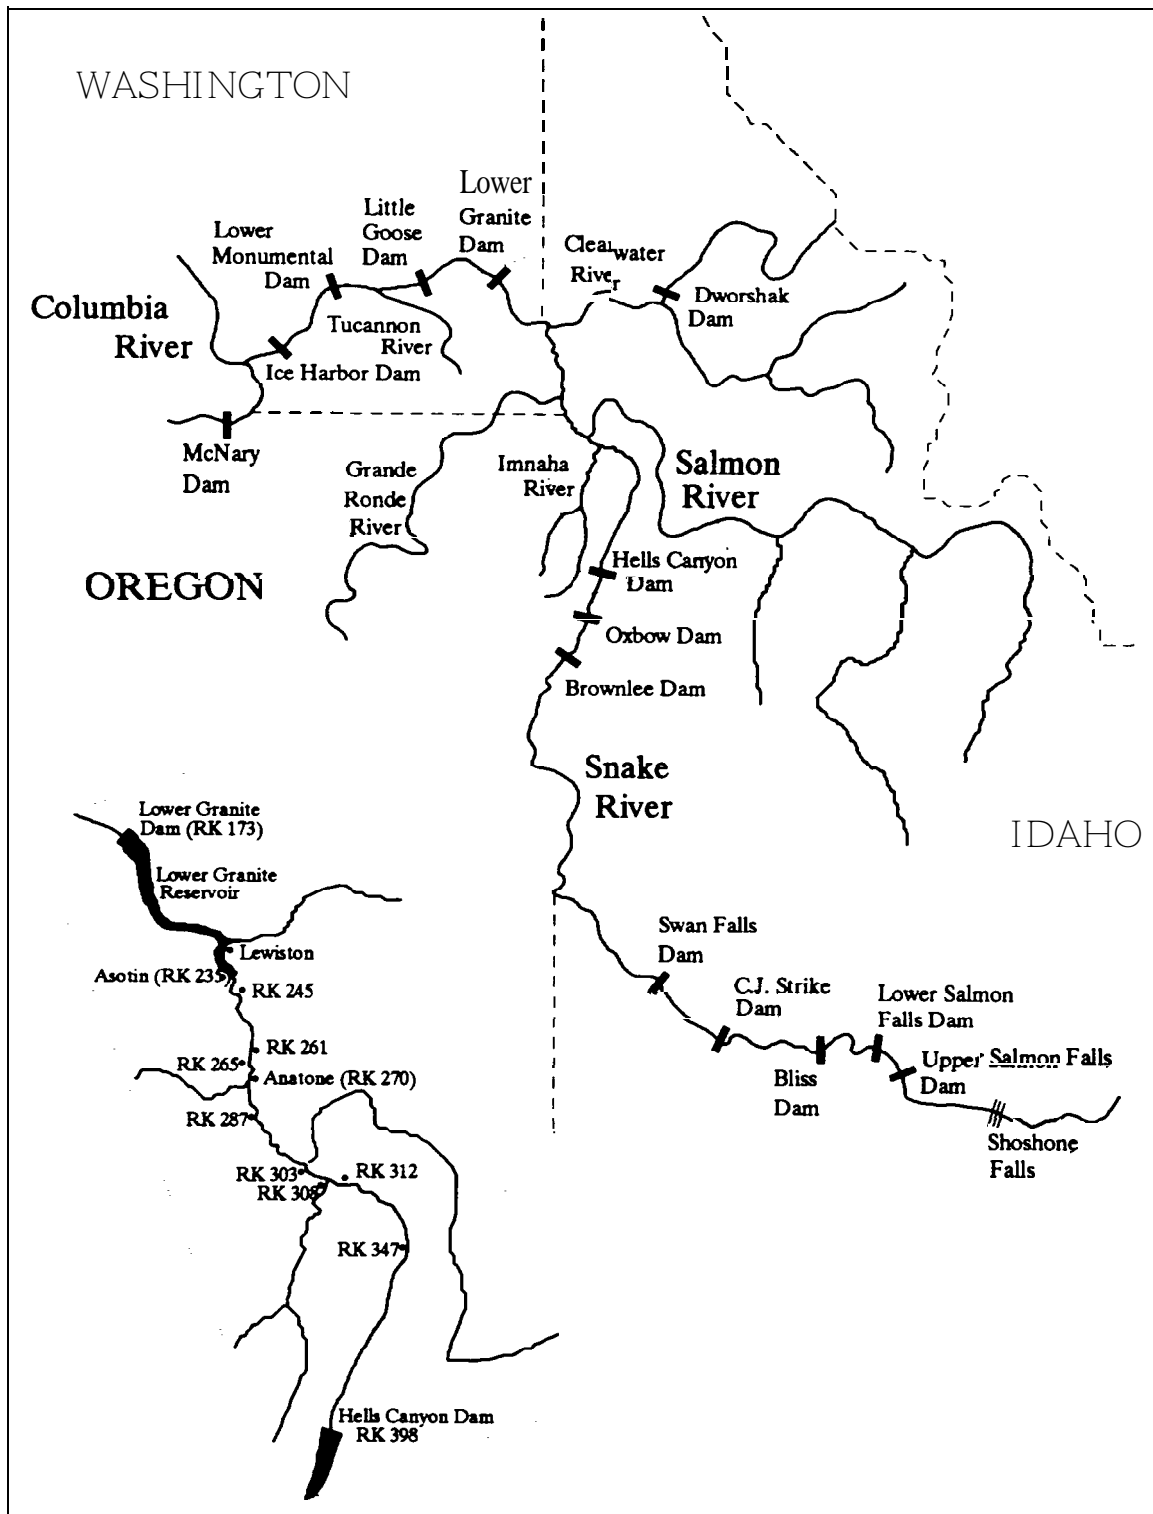 WASHINGTON
Lower
Granite
Dam
Little
Goose
Dam
Lower
Monumental
Dam
Clearwater
River
Dworshak
Dam
Columbia
River
Tucannon
River
Ice Harbor Dam
McNary
Dam
Grande
Ronde
River
Imnaha
River
Salmon
River
OREGON
Hells Canyon
Dam
Oxbow Dam
Brownlee Dam
Snake
River
IDAHO
Swan Falls
Dam
C.J. Strike
Dam
Lower Salmon
Falls Dam
Bliss
Dam
Upper Salmon Falls
Dam
Shoshone
Falls
Lower Granite
Dam (RK 173)
Lower Granite
Reservoir
Lewiston
Asotin (RK 235)
RK 245
RK 261
RK 265
Anatone (RK 270)
RK 287
RK 303
RK 312
RK 308
RK 347
Hells Canyon Dam
RK 398